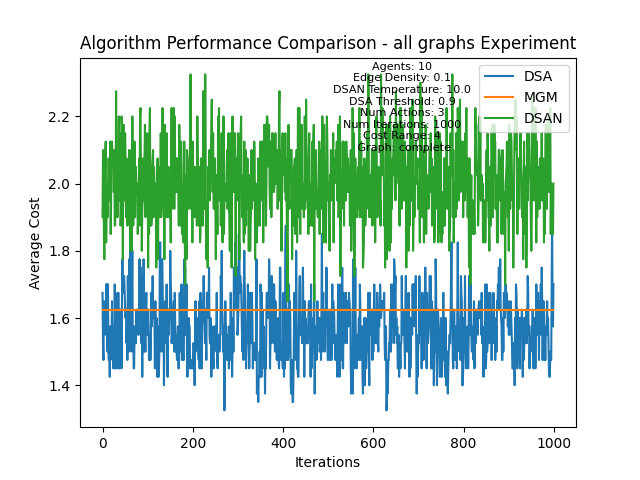 Algorithm Performance Comparison - all graphs Experiment
Agents: 10
Edge Density: 0.1
DSAN Temperature: 10.0
DSA Threshold: 0.9
Num Actions: 3
Num Iterations: 1000
Cost Range: 4
Graph: complete
DSA
MGM
DSAN
Average Cost
2.2
2.0
1.8
1.6
1.4
0 200 400 600 800 1000
Iterations